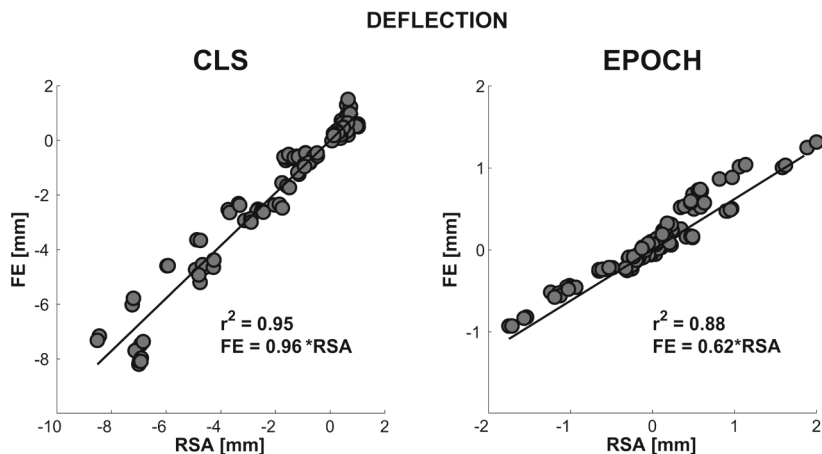 DEFLECTION
CLS
EPOCH
FE [mm]
2
0
-2
-4
-6
-8
r² = 0.95
FE = 0.96 *RSA
-10
-8
-6
-4
-2
0
2
RSA [mm]
FE [mm]
2
1
0
-1
r² = 0.88
FE = 0.62*RSA
-2
-1
0
1
2
RSA [mm]